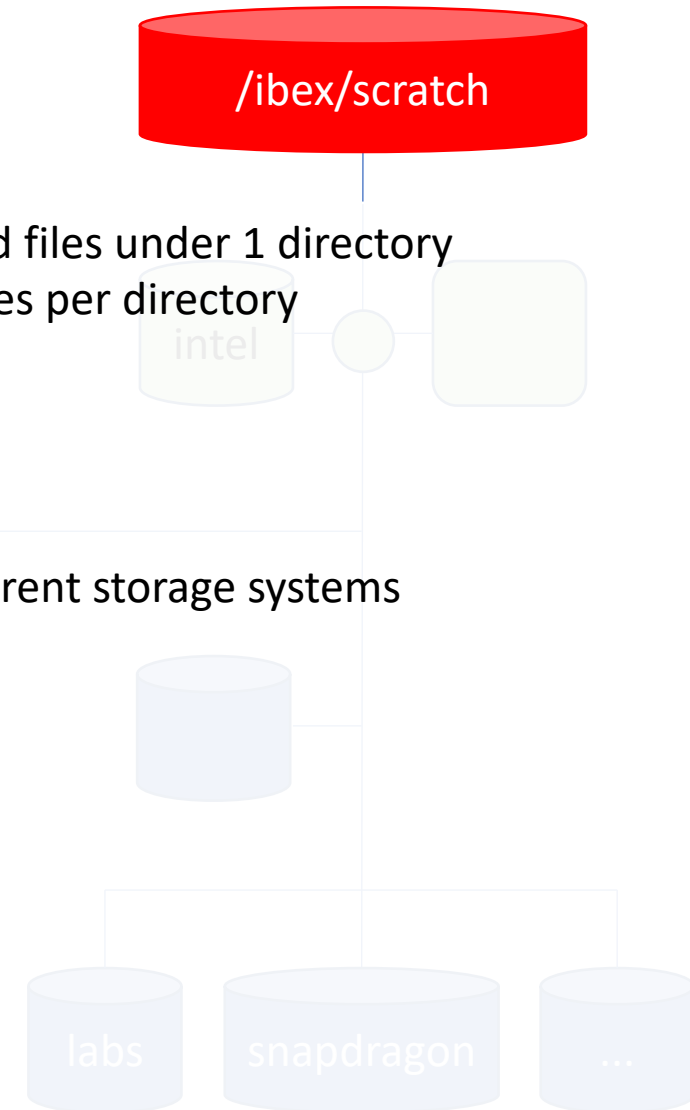 /ibex/scratch
d files under 1 directory
es per directory
intel
rent storage systems
labs
snapdragon
...